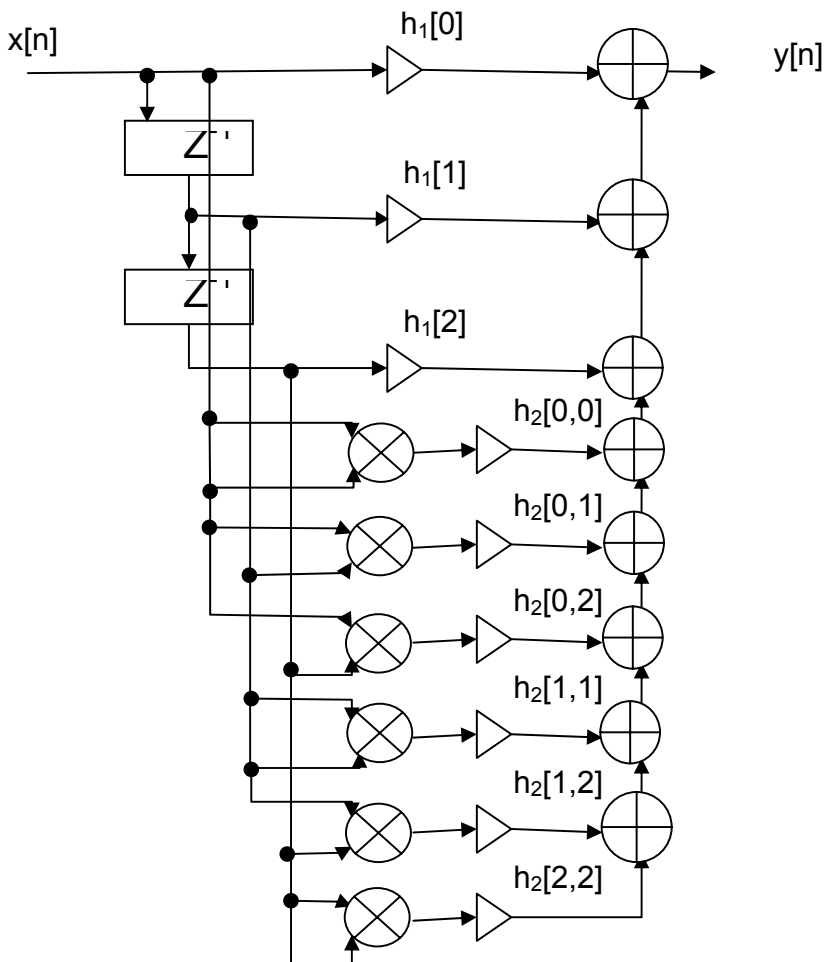 x[n]
h₁[0]
y[n]
h₁[1]
h₁[2]
h₂[0,0]
h₂[0,1]
h₂[0,2]
h₂[1,1]
h₂[1,2]
h₂[2,2]